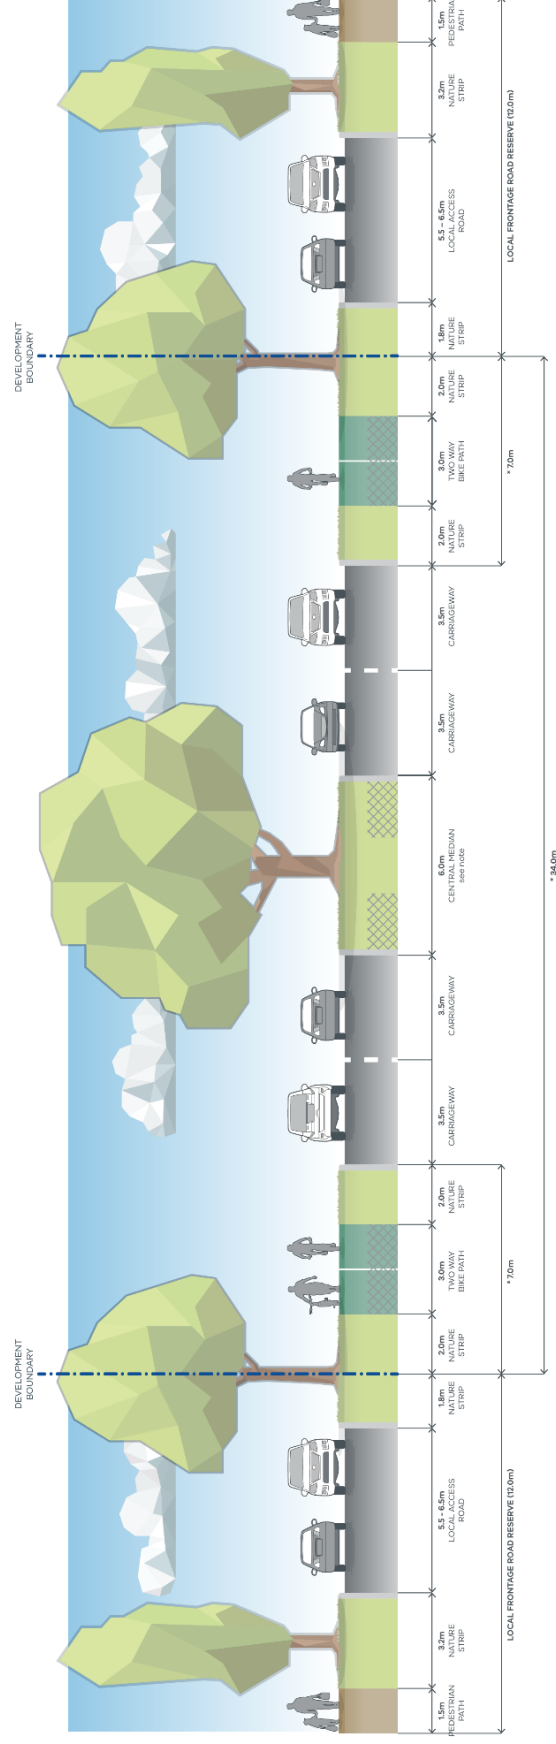 DEVELOPMENT
BOUNDARY
DEVELOPMENT
BOUNDARY
1.5m
PEDESTRIAN
PATH
3.2m
NATURE
STRIP
5.5 - 6.5m
LOCAL ACCESS
ROAD
1.8m
NATURE
STRIP
2.0m
NATURE
STRIP
3.0m
TWO WAY
BIKE PATH
2.0m
NATURE
STRIP
3.5m
CARRIAGEWAY
3.5m
CARRIAGEWAY
6.0m
CENTRAL MEDIAN
see note
3.5m
CARRIAGEWAY
3.5m
CARRIAGEWAY
2.0m
NATURE
STRIP
3.0m
TWO WAY
BIKE PATH
2.0m
NATURE
STRIP
1.8m
NATURE
STRIP
5.5 – 6.5m
LOCAL ACCESS
ROAD
3.2m
NATURE
STRIP
1.5m
PEDESTRIA
PATH
LOCAL FRONTAGE ROAD RESERVE (12.0m)
* 7.0m
* 7.0m
LOCAL FRONTAGE ROAD RESERVE (12.0m)
* 34.0m